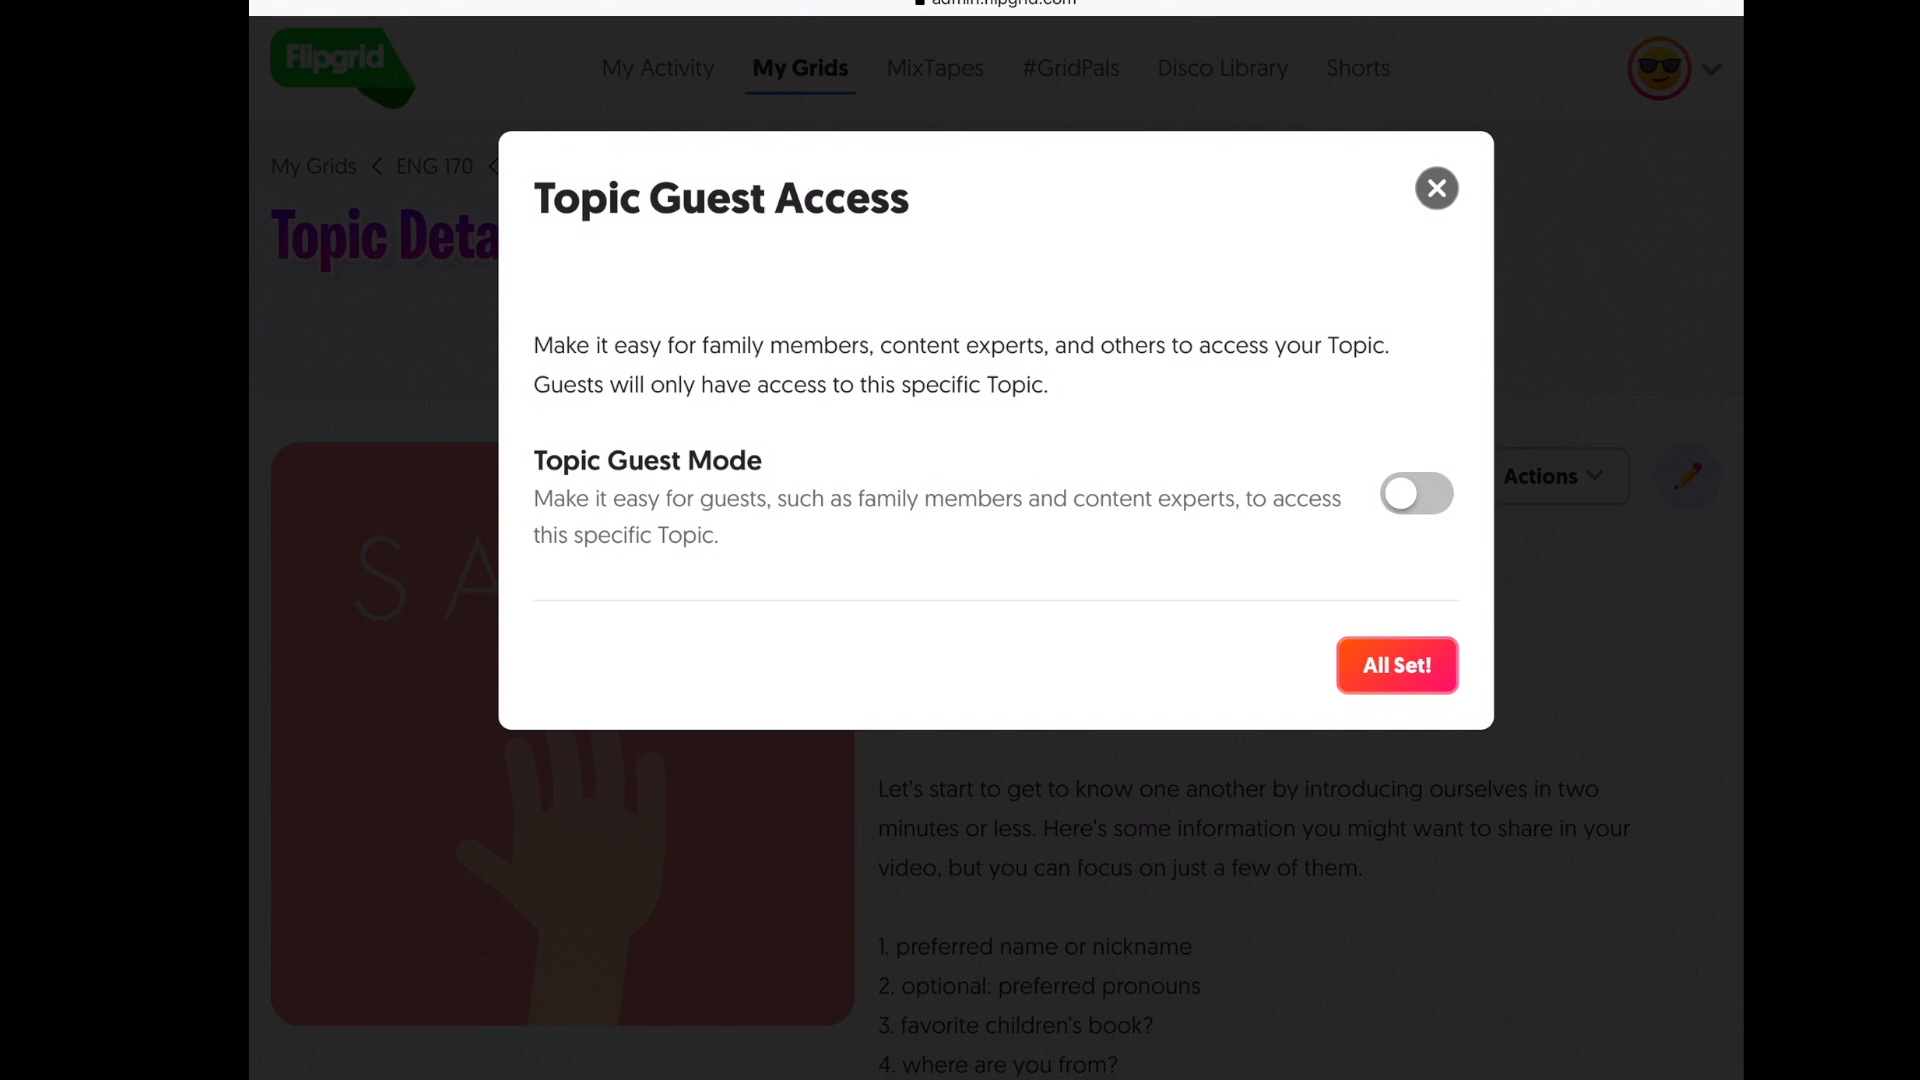 admin.flipgrid.com
Flipgrid
My Activity My Grids MixTapes #GridPals Disco Library Shorts
My Grids < ENG 170 <
Topic Deta
Topic Guest Access
Make it easy for family members, content experts, and others to access your Topic.
Guests will only have access to this specific Topic.
Topic Guest Mode
Make it easy for guests, such as family members and content experts, to access
this specific Topic.
Actions
S A
All Set!
Let's start to get to know one another by introducing ourselves in two
minutes or less. Here's some information you might want to share in your
video, but you can focus on just a few of them.
1. preferred name or nickname
2. optional: preferred pronouns
3. favorite children's book?
4. where are you from?